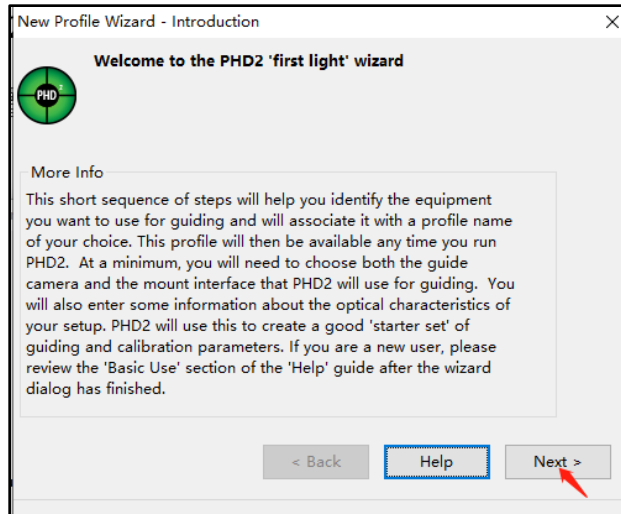 New Profile Wizard - Introduction
Welcome to the PHD2 'first light' wizard
PHD2
More Info
This short sequence of steps will help you identify the equipment
you want to use for guiding and will associate it with a profile name
of your choice. This profile will then be available any time you run
PHD2.  At a minimum, you will need to choose both the guide
camera and the mount interface that PHD2 will use for guiding.  You
will also enter some information about the optical characteristics of
your setup. PHD2 will use this to create a good 'starter set' of
guiding and calibration parameters. If you are a new user, please
review the 'Basic Use' section of the 'Help' guide after the wizard
dialog has finished.
< Back
Help
Next >